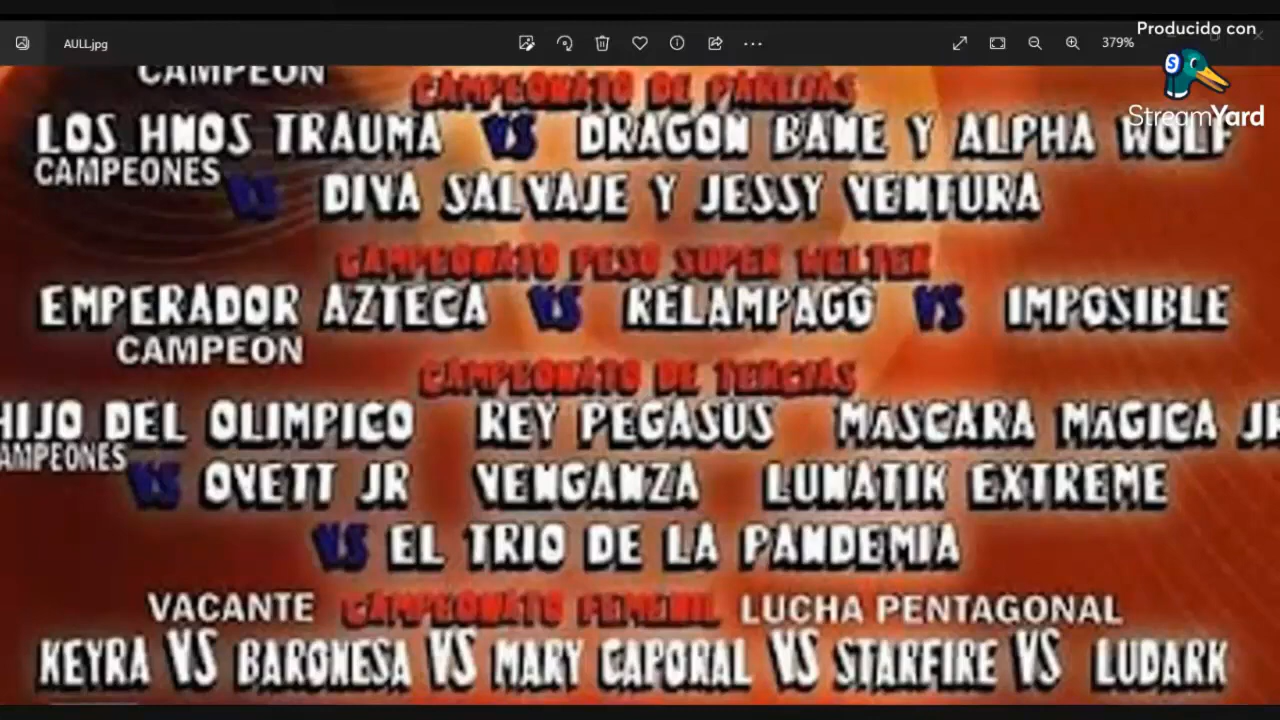 AULL.jpg
379%
Producido con
StreamYard
CAMPEON
CAMPEONATO DE PAREJAS
LOS HNOS TRAUMA VS DRAGON BANE Y ALPHA WOLF
CAMPEONES
VS DIVA SALVAJE Y JESSY VENTURA
CAMPEONATO PESO SUPER WELTER
EMPERADOR AZTECA VS RELAMPAGO VS IMPOSIBLE
CAMPEON
CAMPEONATO DE TERCIAS
HIJO DEL OLIMPICO REY PEGASUS MASCARA MAGICA JR
CAMPEONES
VS OVETT JR VENGANZA LUNATIK EXTREME
VS EL TRIO DE LA PANDEMIA
VACANTE CAMPEONATO FEMENIL LUCHA PENTAGONAL
KEYRA VS BARONESA VS MARY CAPORAL VS STARFIRE VS LUDARK